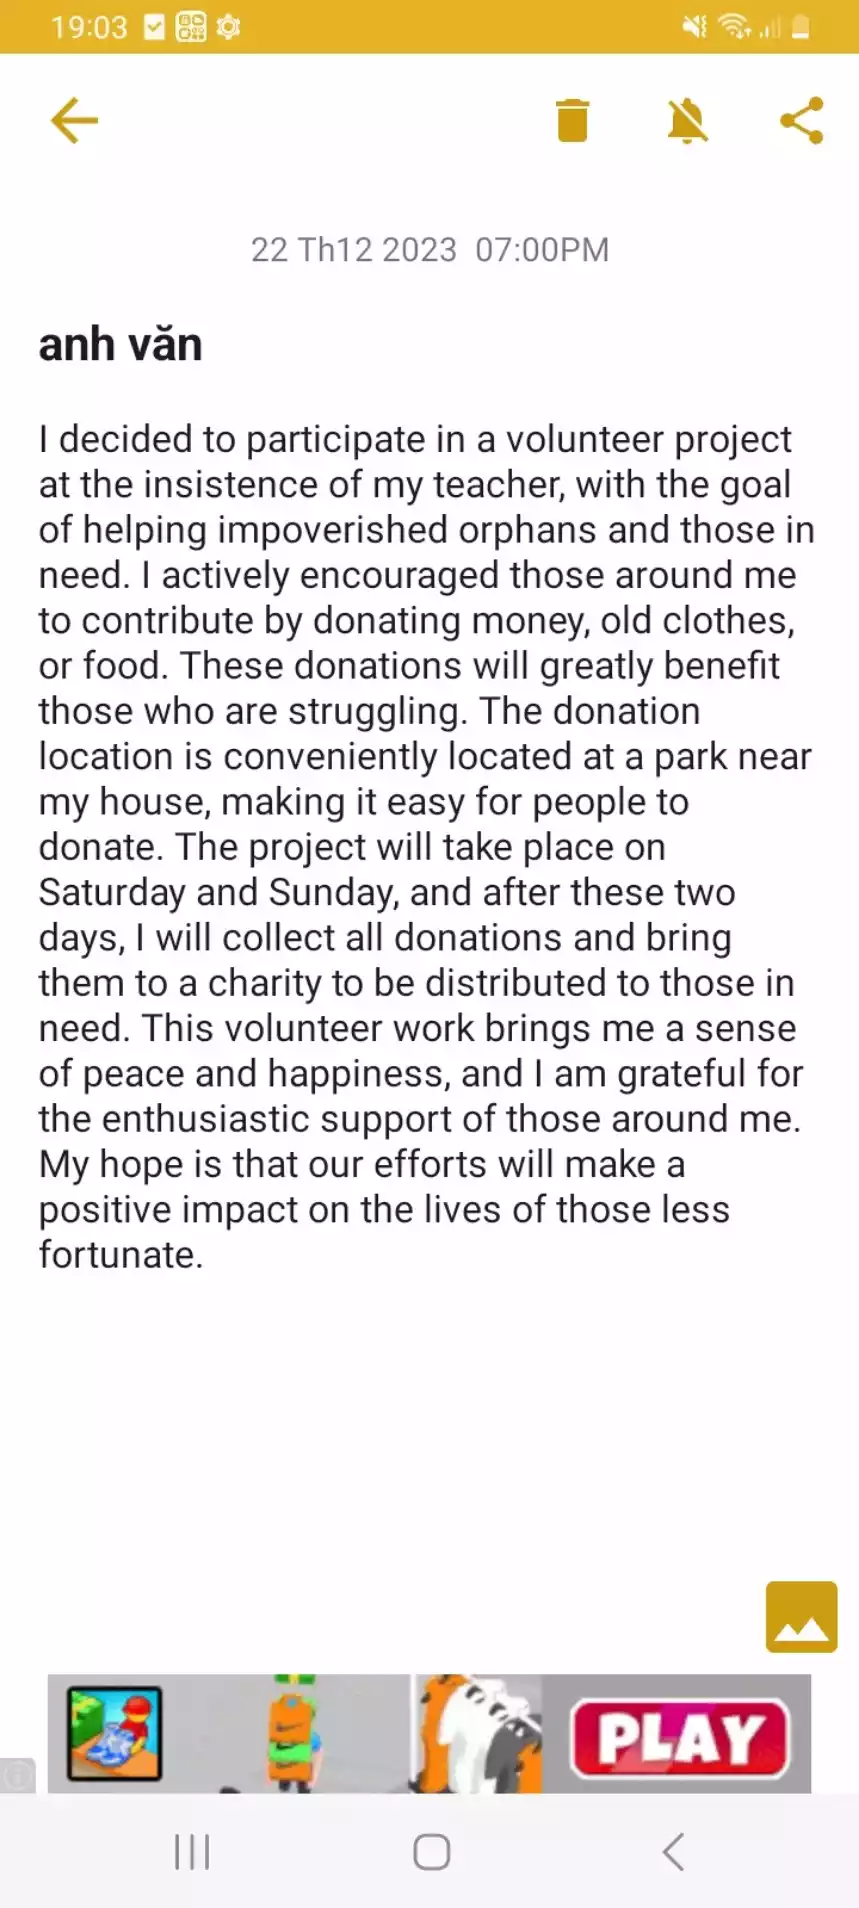 19:03
22 Th12 2023 07:00PM
anh văn
I decided to participate in a volunteer project
at the insistence of my teacher, with the goal
of helping impoverished orphans and those in
need. I actively encouraged those around me
to contribute by donating money, old clothes,
or food. These donations will greatly benefit
those who are struggling. The donation
location is conveniently located at a park near
my house, making it easy for people to
donate. The project will take place on
Saturday and Sunday, and after these two
days, I will collect all donations and bring
them to a charity to be distributed to those in
need. This volunteer work brings me a sense
of peace and happiness, and I am grateful for
the enthusiastic support of those around me.
My hope is that our efforts will make a
positive impact on the lives of those less
fortunate.
PLAY